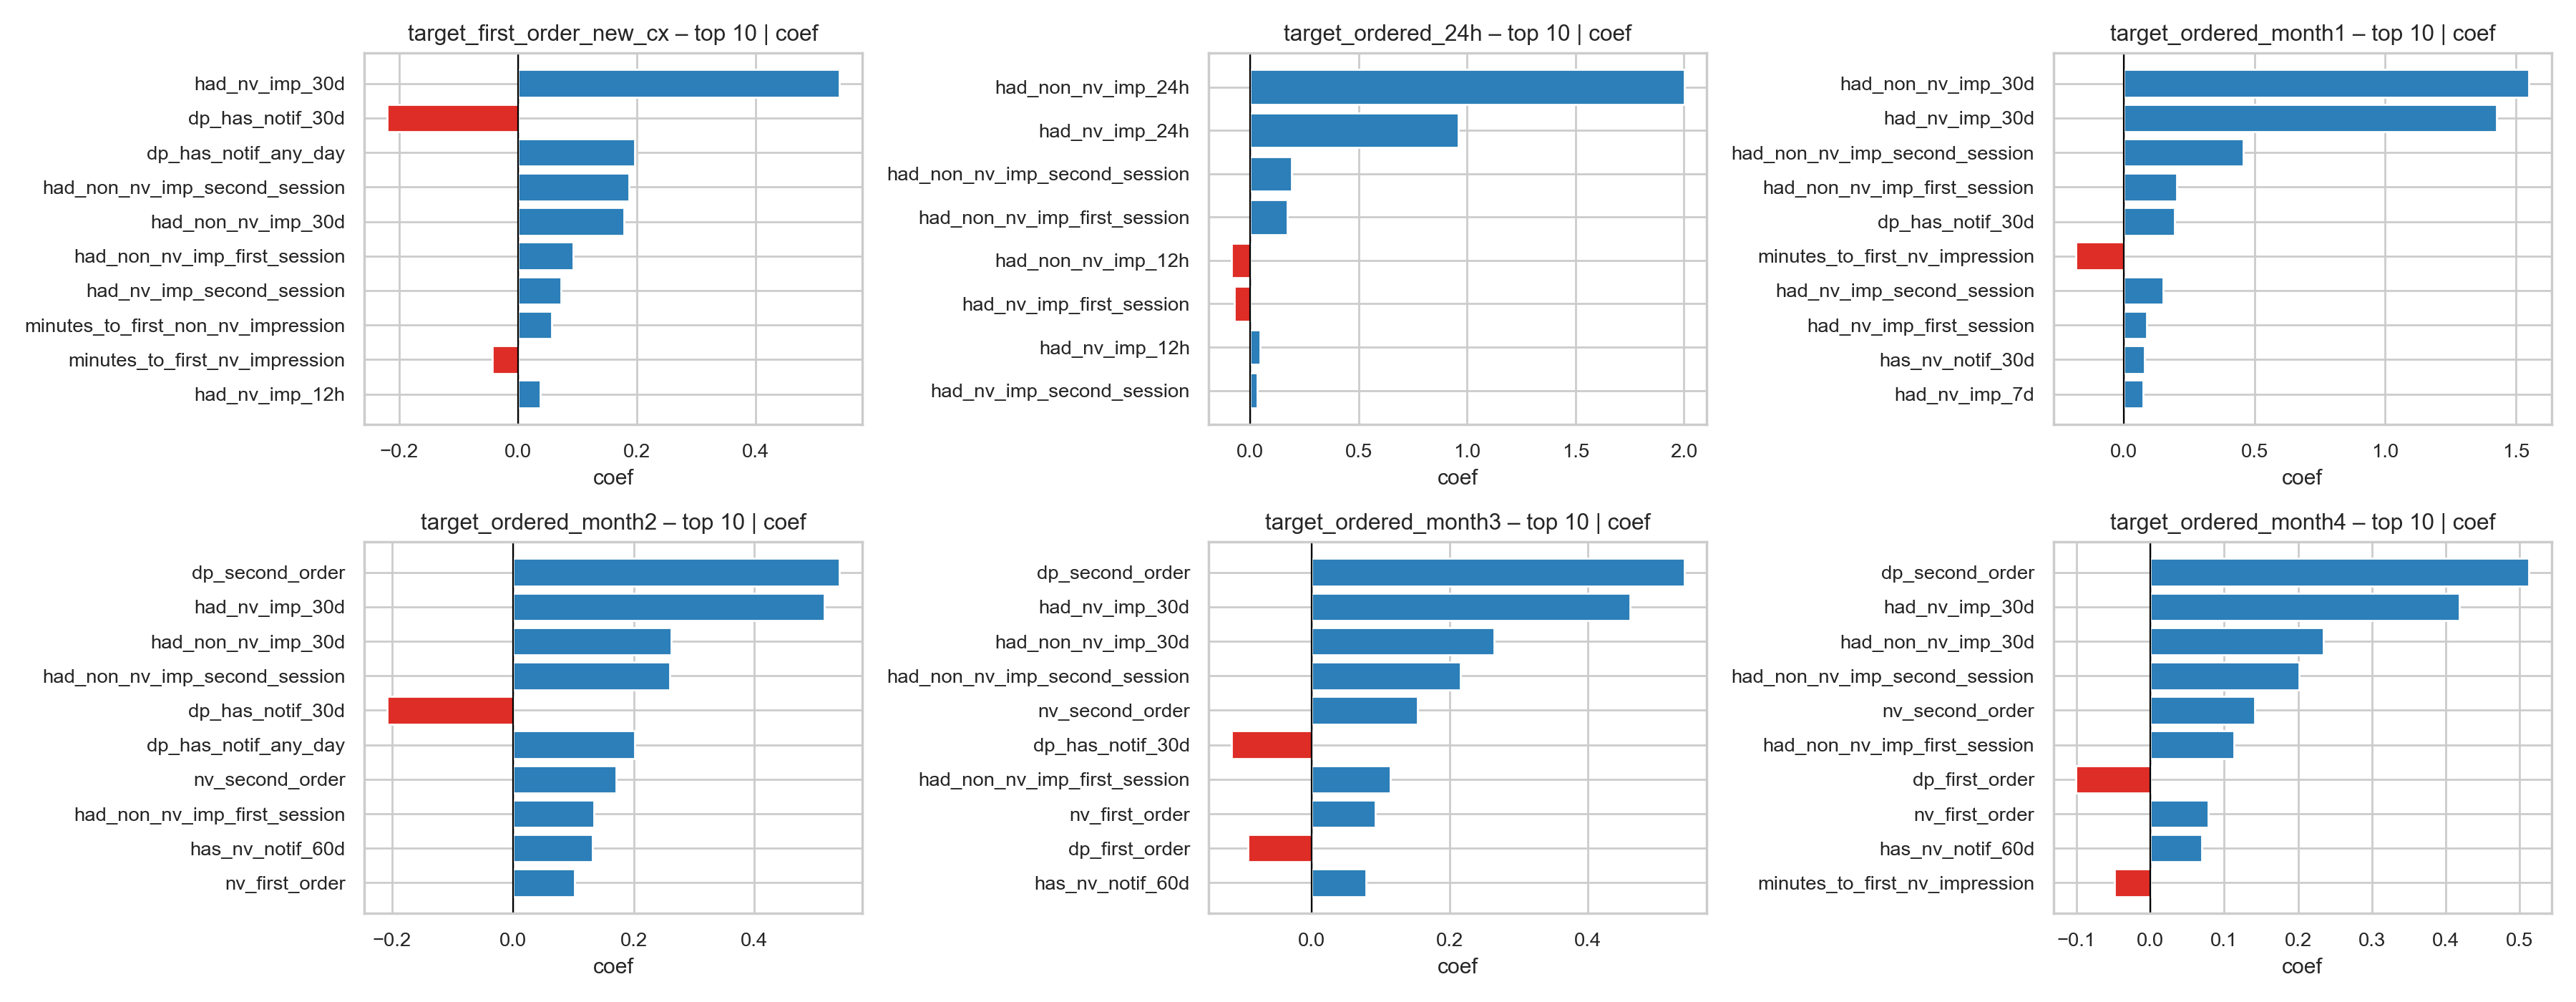 target_first_order_new_cx – top 10 | coef
had_nv_imp_30d
dp_has_notif_30d
dp_has_notif_any_day
had_non_nv_imp_second_session
had_non_nv_imp_30d
had_non_nv_imp_first_session
had_nv_imp_second_session
minutes_to_first_non_nv_impression
minutes_to_first_nv_impression
had_nv_imp_12h
−0.2 0.0 0.2 0.4
coef
target_ordered_24h – top 10 | coef
had_non_nv_imp_24h
had_nv_imp_24h
had_non_nv_imp_second_session
had_non_nv_imp_first_session
had_non_nv_imp_12h
had_nv_imp_first_session
had_nv_imp_12h
had_nv_imp_second_session
0.0 0.5 1.0 1.5 2.0
coef
target_ordered_month1 – top 10 | coef
had_non_nv_imp_30d
had_nv_imp_30d
had_non_nv_imp_second_session
had_non_nv_imp_first_session
dp_has_notif_30d
minutes_to_first_nv_impression
had_nv_imp_second_session
had_nv_imp_first_session
has_nv_notif_30d
had_nv_imp_7d
0.0 0.5 1.0 1.5
coef
target_ordered_month2 – top 10 | coef
dp_second_order
had_nv_imp_30d
had_non_nv_imp_30d
had_non_nv_imp_second_session
dp_has_notif_30d
dp_has_notif_any_day
nv_second_order
had_non_nv_imp_first_session
has_nv_notif_60d
nv_first_order
−0.2 0.0 0.2 0.4
coef
target_ordered_month3 – top 10 | coef
dp_second_order
had_nv_imp_30d
had_non_nv_imp_30d
had_non_nv_imp_second_session
nv_second_order
dp_has_notif_30d
had_non_nv_imp_first_session
nv_first_order
dp_first_order
has_nv_notif_60d
0.0 0.2 0.4
coef
target_ordered_month4 – top 10 | coef
dp_second_order
had_nv_imp_30d
had_non_nv_imp_30d
had_non_nv_imp_second_session
nv_second_order
had_non_nv_imp_first_session
dp_first_order
nv_first_order
has_nv_notif_60d
minutes_to_first_nv_impression
−0.1 0.0 0.1 0.2 0.3 0.4 0.5
coef